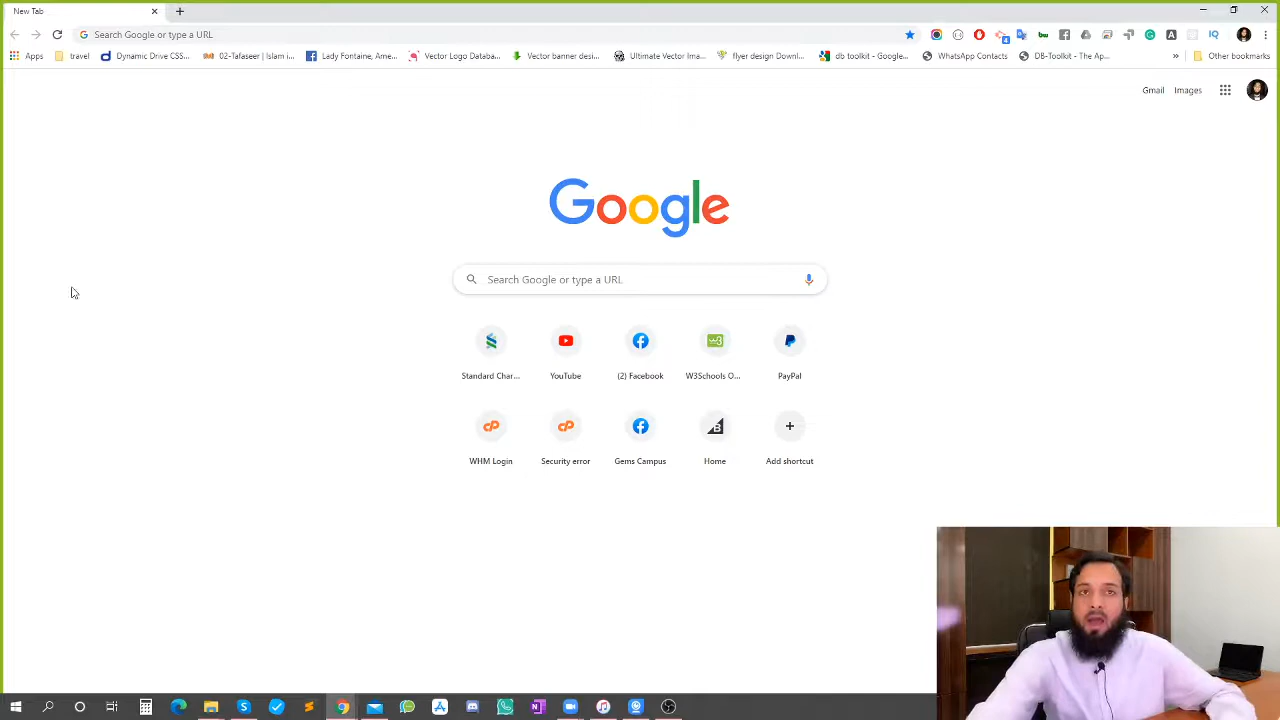 New Tab
Search Google or type a URL
Apps travel Dynamic Drive CSS... 02-Tafaseer | Islam i... Lady Fontaine, Ame... Vector Logo Databa... Vector banner desi... Ultimate Vector Ima... flyer design Downl... db toolkit - Google... WhatsApp Contacts DB-Toolkit - The Ap... » Other bookmarks
Gmail Images
Google
Search Google or type a URL
Standard Char... YouTube (2) Facebook W3Schools O... PayPal
WHM Login Security error Gems Campus Home Add shortcut